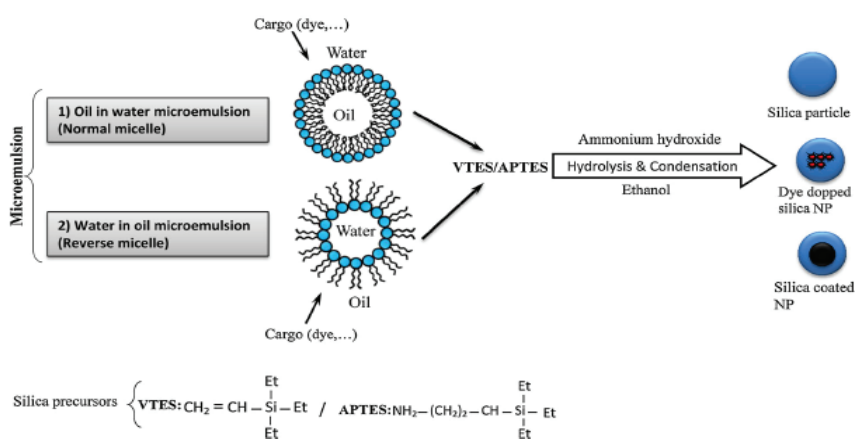 Cargo (dye,...)
Water
Oil
Microemulsion
1) Oil in water microemulsion
(Normal micelle)
2) Water in oil microemulsion
(Reverse micelle)
Water
Oil
Cargo (dye,...)
VTES/APTES
Ammonium hydroxide
Hydrolysis & Condensation
Ethanol
Silica particle
Dye dopped
silica NP
Silica coated
NP
Silica precursors
Et
VTES: CH₂ = CH – Si – Et
Et
/
Et
APTES: NH₂ – (CH₂)₂ – CH – Si – Et
Et